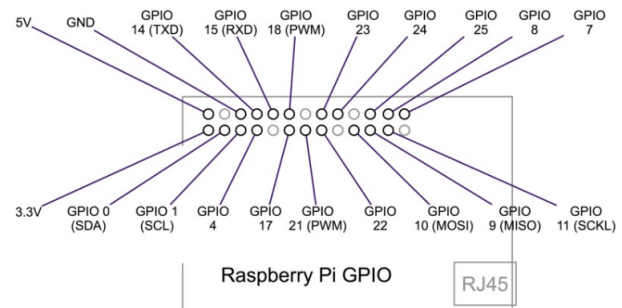 5V
GND
GPIO
14 (TXD)
GPIO
15 (RXD)
GPIO
18 (PWM)
GPIO
23
GPIO
24
GPIO
25
GPIO
8
GPIO
7
3.3V
GPIO 0
(SDA)
GPIO 1
(SCL)
GPIO
4
GPIO
17
GPIO
21 (PWM)
GPIO
22
GPIO
10 (MOSI)
GPIO
9 (MISO)
GPIO
11 (SCKL)
Raspberry Pi GPIO
RJ45